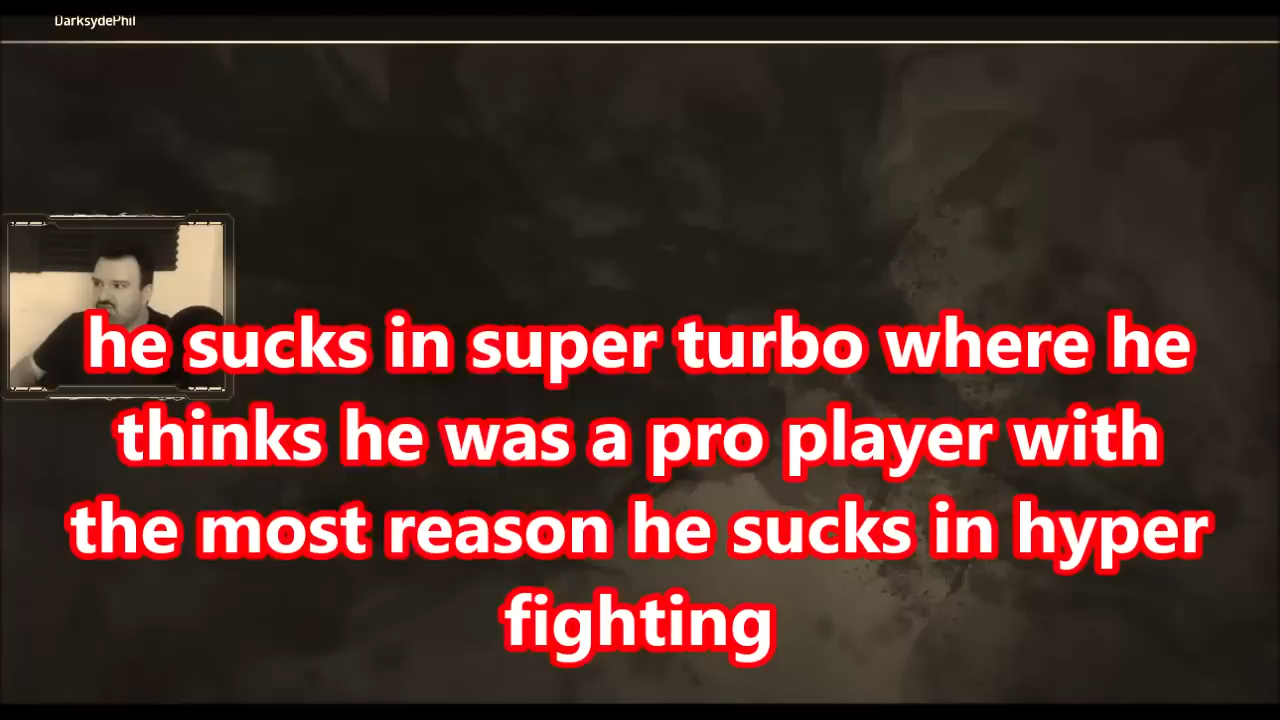 DarksydePhil
he sucks in super turbo where he
thinks he was a pro player with
the most reason he sucks in hyper
fighting